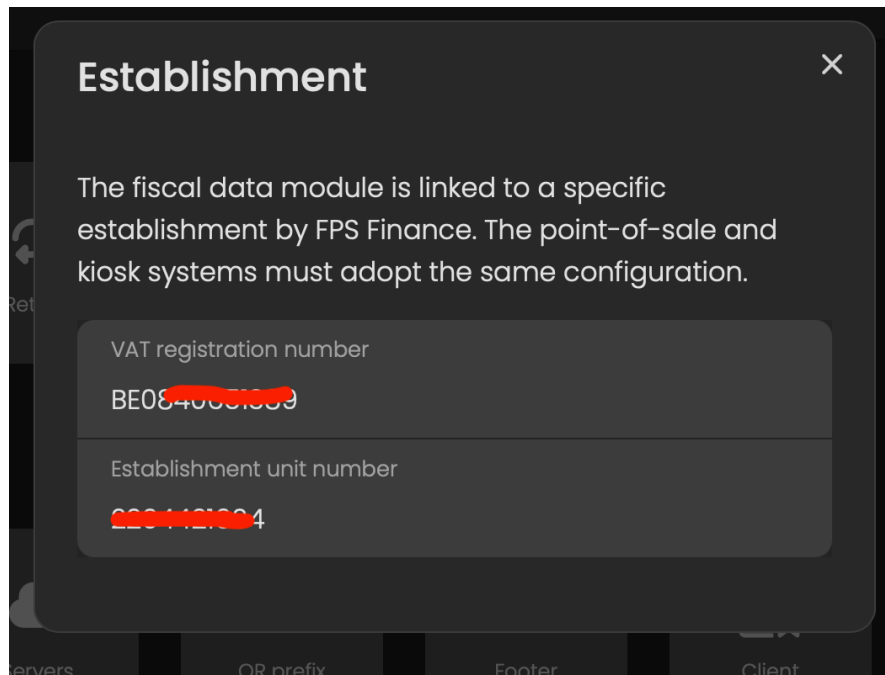 Establishment
The fiscal data module is linked to a specific
establishment by FPS Finance. The point-of-sale and
kiosk systems must adopt the same configuration.
Ret
VAT registration number
Establishment unit number
Servers
QR prefix
Footer
Client